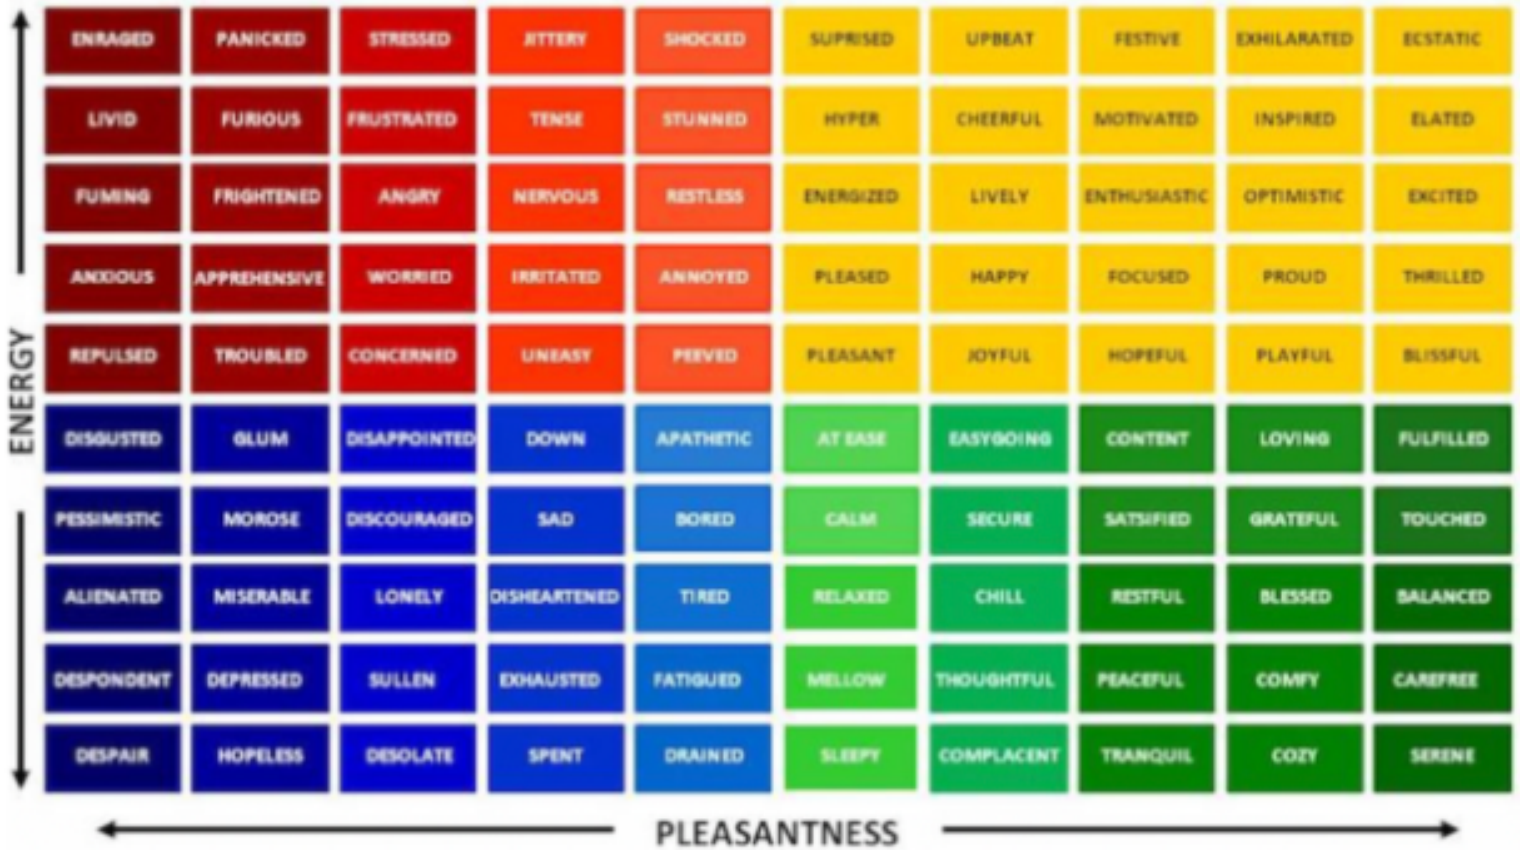 ENRAGED PANICKED STRESSED JITTERY SHOCKED SUPRISED UPBEAT FESTIVE EXHILARATED ECSTATIC
LIVID FURIOUS FRUSTRATED TENSE STUNNED HYPER CHEERFUL MOTIVATED INSPIRED ELATED
FUMING FRIGHTENED ANGRY NERVOUS RESTLESS ENERGIZED LIVELY ENTHUSIASTIC OPTIMISTIC EXCITED
ANXIOUS APPREHENSIVE WORRIED IRRITATED ANNOYED PLEASED HAPPY FOCUSED PROUD THRILLED
REPULSED TROUBLED CONCERNED UNEASY PEEVED PLEASANT JOYFUL HOPEFUL PLAYFUL BLISSFUL
ENERGY
DISGUSTED GLUM DISAPPOINTED DOWN APATHETIC AT EASE EASYGOING CONTENT LOVING FULFILLED
PESSIMISTIC MOROSE DISCOURAGED SAD BORED CALM SECURE SATSIFIED GRATEFUL TOUCHED
ALIENATED MISERABLE LONELY DISHEARTENED TIRED RELAXED CHILL RESTFUL BLESSED BALANCED
DESPONDENT DEPRESSED SULLEN EXHAUSTED FATIGUED MELLOW THOUGHTFUL PEACEFUL COMFY CAREFREE
DESPAIR HOPELESS DESOLATE SPENT DRAINED SLEEPY COMPLACENT TRANQUIL COZY SERENE
PLEASANTNESS